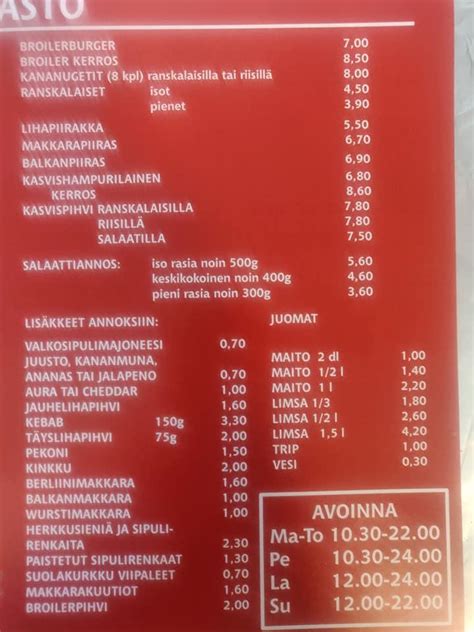 ASTO
BROILERBURGER 7,00
BROILER KERROS 8,50
KANANUGETIT (8 kpl) ranskalaisilla tai riisillä 8,00
RANSKALAISET isot 4,50
pienet 3,90
LIHAPIIRAKKA 5,50
MAKKARAPIIRAS 6,70
BALKANPIIRAS 6,90
KASVISHAMPURILAINEN 6,80
KERROS 8,60
KASVISPIHVI RANSKALAISILLA 7,80
RIISILLÄ 7,80
SALAATILLA 7,50
SALAATTIANNOS: iso rasia noin 500g 5,60
keskikokoinen noin 400g 4,60
pieni rasia noin 300g 3,60
LISÄKKEET ANNOKSIIN:
VALKOSIPULIMAJONEESI 0,70
JUUSTO, KANANMUNA,
ANANAS TAI JALAPENO 0,70
AURA TAI CHEDDAR 1,00
JAUHELIHAPIHVI 1,60
KEBAB 150g 3,30
TÄYSLIHAPIHVI 75g 2,00
PEKONI 1,50
KINKKU 2,00
BERLIINIMAKKARA 1,60
BALKANMAKKARA 1,00
WURSTIMAKKARA 1,00
HERKKUSIENIÄ JA SIPULI-
RENKAITA 2,30
PAISTETUT SIPULIRENKAAT 1,30
SUOLAKURKKU VIIPALEET 0,70
MAKKARAKUUTIOT 1,60
BROILERPIHVI 2,00
JUOMAT
MAITO 2 dl 1,00
MAITO 1/2 l 1,40
MAITO 1 l 2,20
LIMSA 1/3 1,80
LIMSA 1/2 l 2,60
LIMSA 1,5 l 4,20
TRIP 1,00
VESI 0,30
AVOINNA
Ma-To 10.30-22.00
Pe 10.30-24.00
La 12.00-24.00
Su 12.00-22.00